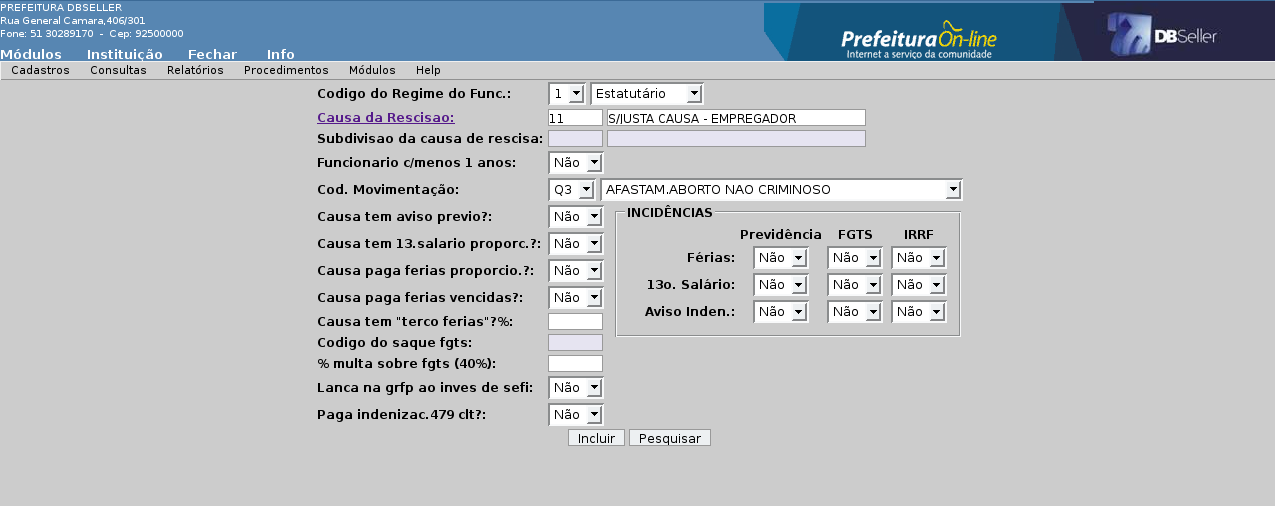 PREFEITURA DBSELLER
Rua General Camara,406/301
Fone: 51 30289170 - Cep: 92500000
Prefeitura On-line
Internet a serviço da comunidade
DBSeller
Módulos Instituição Fechar Info
Cadastros Consultas Relatórios Procedimentos Módulos Help
Codigo do Regime do Func.: 1 Estatutário
Causa da Rescisao: 11 S/JUSTA CAUSA - EMPREGADOR
Subdivisao da causa de rescisa:
Funcionario c/menos 1 anos: Não
Cod. Movimentação: Q3 AFASTAM.ABORTO NAO CRIMINOSO
Causa tem aviso previo?: Não
Causa tem 13.salario proporc.?: Não
Causa paga ferias proporcio.?: Não
Causa paga ferias vencidas?: Não
Causa tem "terco ferias"?%:
Codigo do saque fgts:
% multa sobre fgts (40%):
Lanca na grfp ao inves de sefi: Não
Paga indenizac.479 clt?: Não
INCIDÊNCIAS
Previdência FGTS IRRF
Férias: Não Não Não
13o. Salário: Não Não Não
Aviso Inden.: Não Não Não
Incluir Pesquisar